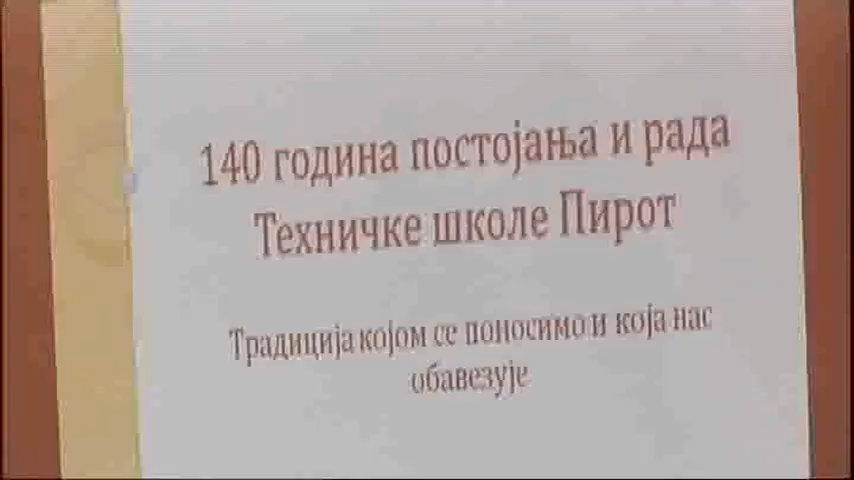 140 година постојања и рада
Техничке школе Пирот
Традиција којом се поносимо и која нас
обавезује